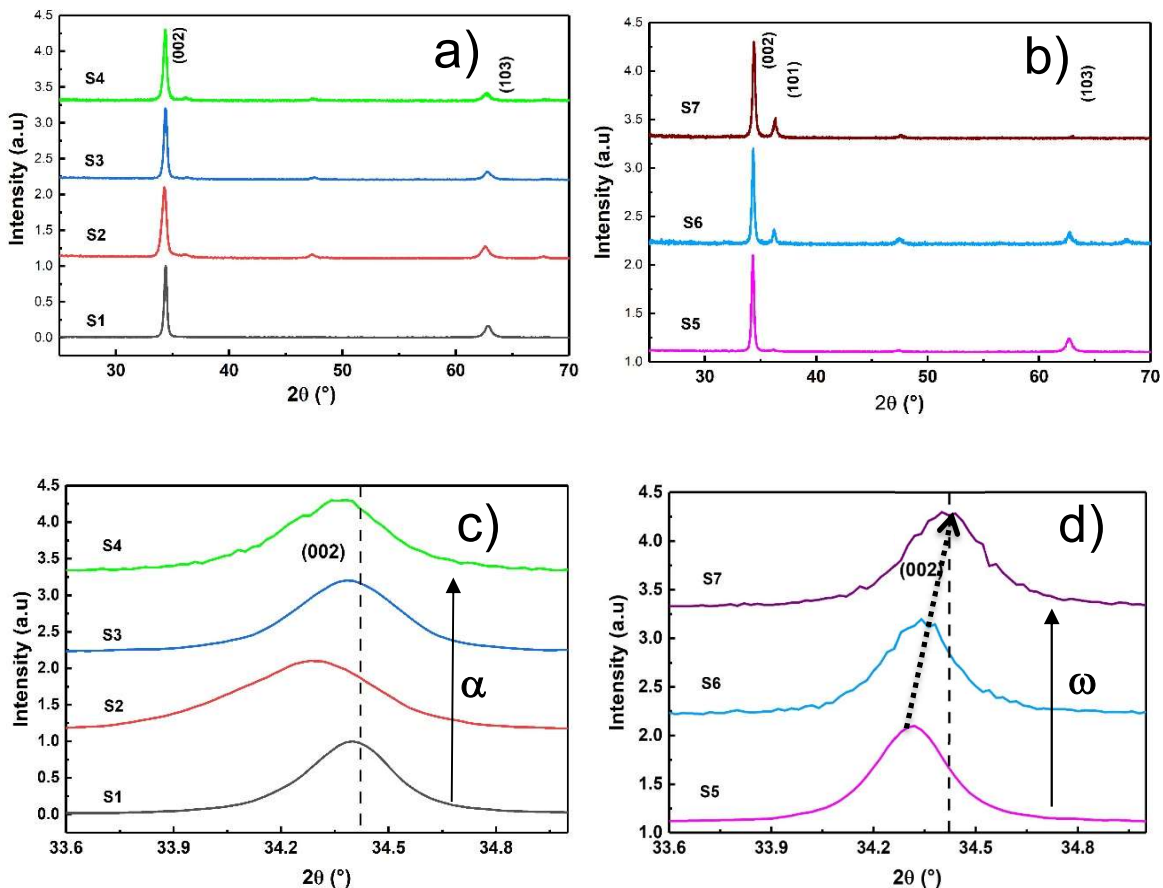 a)
4.5
4.0
3.5
3.0
2.5
2.0
1.5
1.0
0.5
0.0
Intensity (a.u)
S4
S3
S2
S1
(002)
(103)
30
40
50
60
70
2θ (°)
b)
4.5
4.0
3.5
3.0
2.5
2.0
1.5
1.0
Intensity (a.u)
S7
S6
S5
(002)
(101)
(103)
30
40
50
60
70
2θ (°)
c)
4.5
4.0
3.5
3.0
2.5
2.0
1.5
1.0
0.5
0.0
Intensity (a.u)
S4
S3
S2
S1
(002)
α
33.6
33.9
34.2
34.5
34.8
2θ (°)
d)
4.5
4.0
3.5
3.0
2.5
2.0
1.5
1.0
Intensity (a.u)
S7
S6
S5
(002)
ω
33.6
33.9
34.2
34.5
34.8
2θ (°)